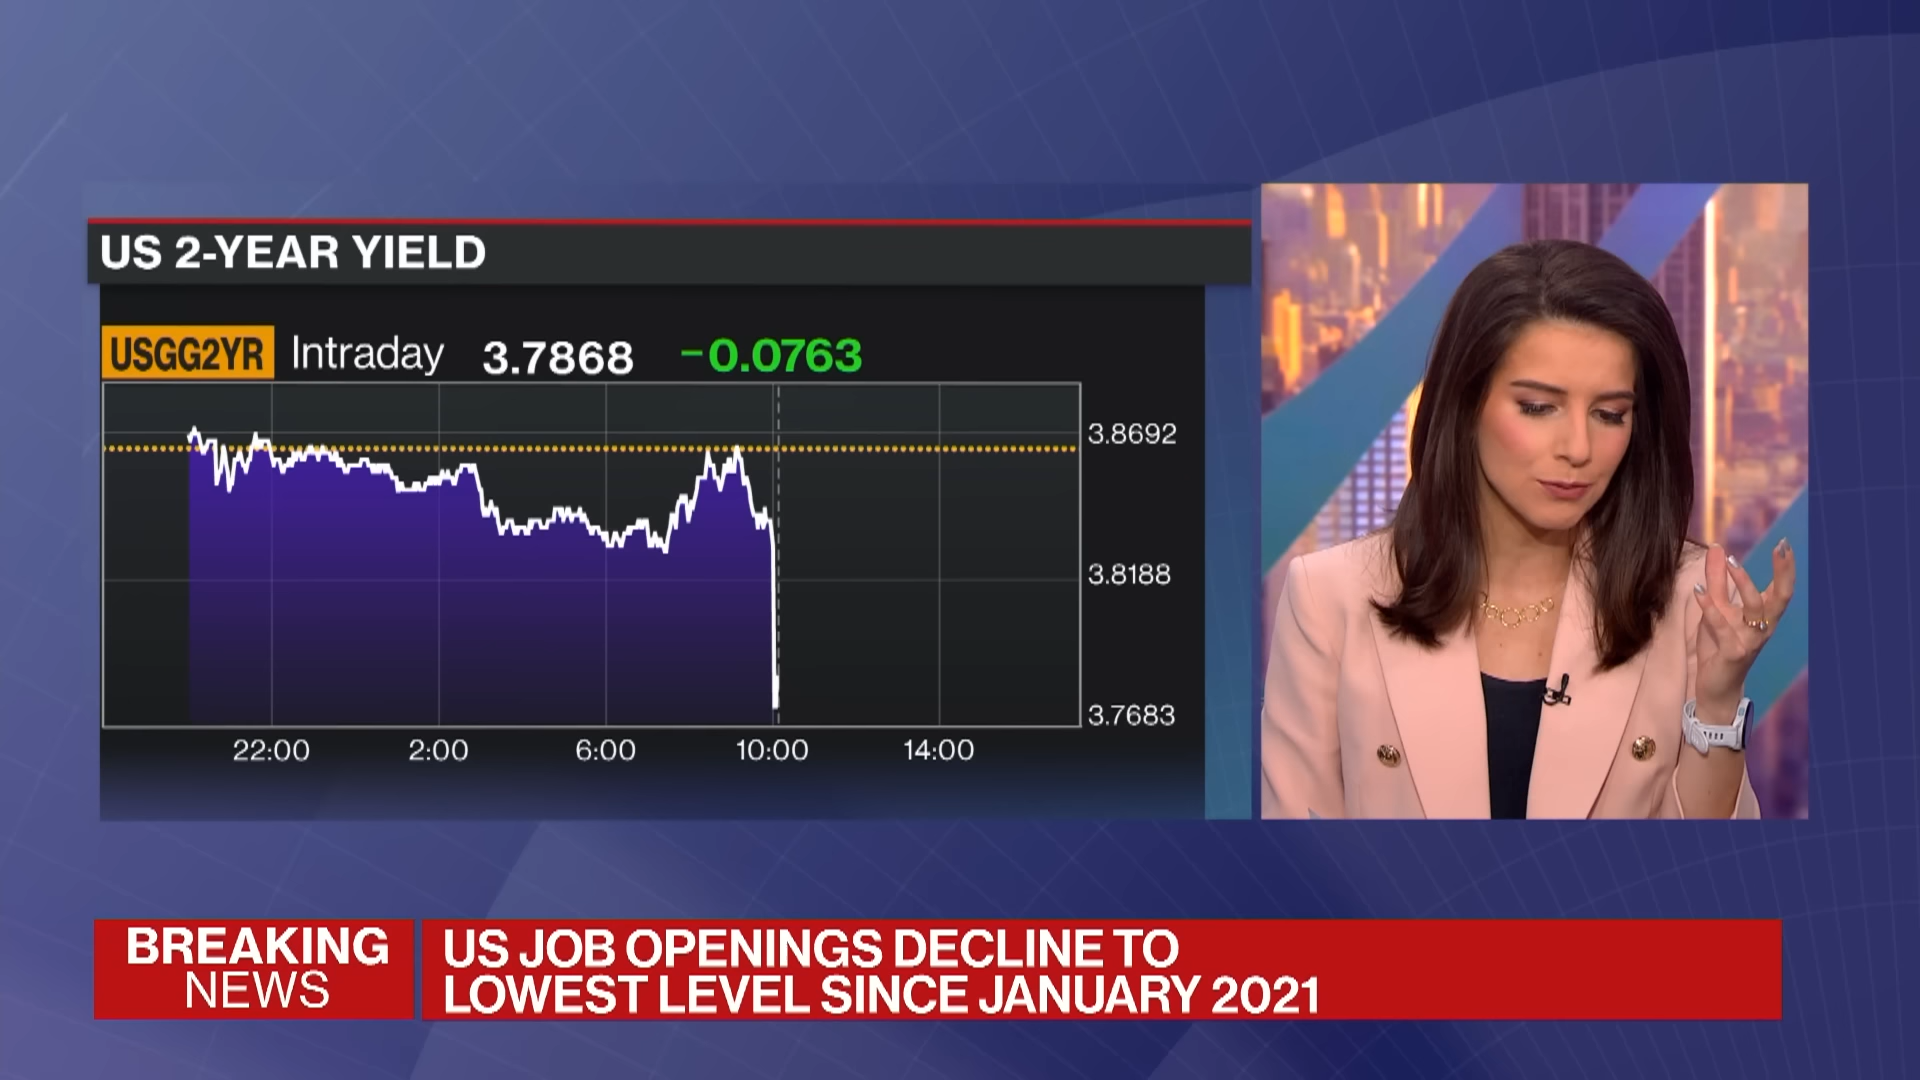 US 2-YEAR YIELD
USGG2YR Intraday 3.7868 −0.0763
3.8692
3.8188
3.7683
22:00 2:00 6:00 10:00 14:00
BREAKING
NEWS
US JOB OPENINGS DECLINE TO
LOWEST LEVEL SINCE JANUARY 2021